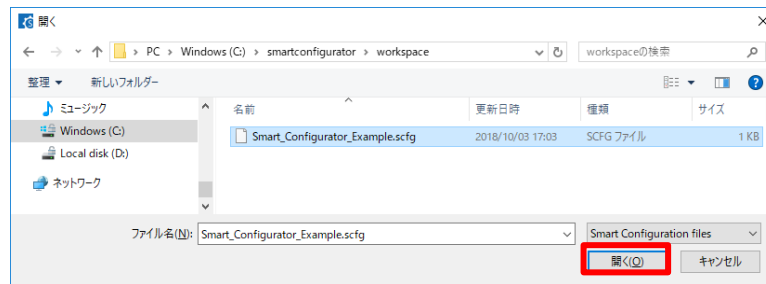 開く
PC > Windows (C:) > smartconfigurator > workspace
workspaceの検索
整理 新しいフォルダー
ミュージック
Windows (C:)
Local disk (D:)
ネットワーク
名前 更新日時 種類 サイズ
Smart_Configurator_Example.scfg 2018/10/03 17:03 SCFG ファイル 1 KB
ファイル名(N): Smart_Configurator_Example.scfg
Smart Configuration files
開く(O) キャンセル